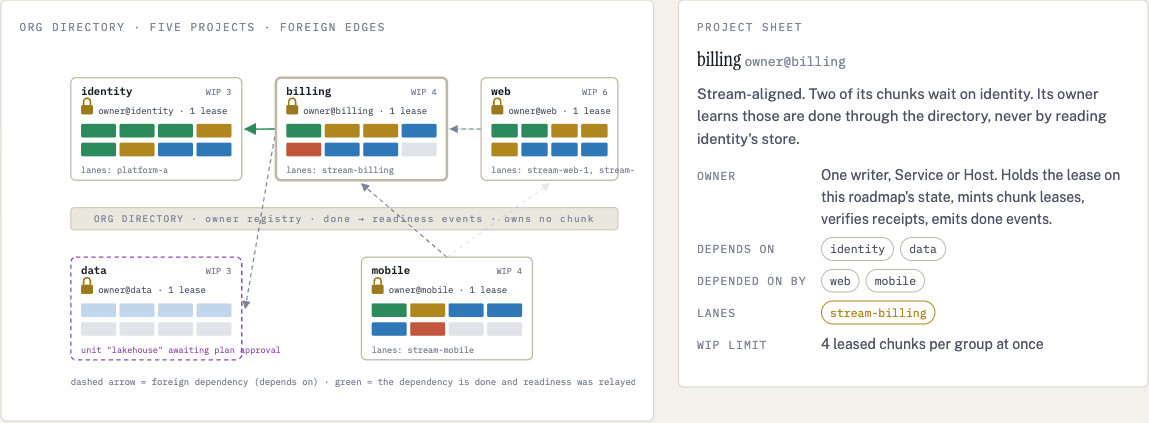 ORG DIRECTORY · FIVE PROJECTS · FOREIGN EDGES
identity WIP 3
owner@identity · 1 lease
lanes: platform-a
billing WIP 4
owner@billing · 1 lease
lanes: stream-billing
web WIP 6
owner@web · 1 lease
lanes: stream-web-1, stream-
ORG DIRECTORY · owner registry · done → readiness events · owns no chunk
data WIP 3
owner@data · 1 lease
unit "lakehouse" awaiting plan approval
mobile WIP 4
owner@mobile · 1 lease
lanes: stream-mobile
dashed arrow = foreign dependency (depends on) · green = the dependency is done and readiness was relayed
PROJECT SHEET
billing owner@billing
Stream-aligned. Two of its chunks wait on identity. Its owner
learns those are done through the directory, never by reading
identity's store.
OWNER One writer, Service or Host. Holds the lease on
this roadmap's state, mints chunk leases,
verifies receipts, emits done events.
DEPENDS ON identity data
DEPENDED ON BY web mobile
LANES stream-billing
WIP LIMIT 4 leased chunks per group at once